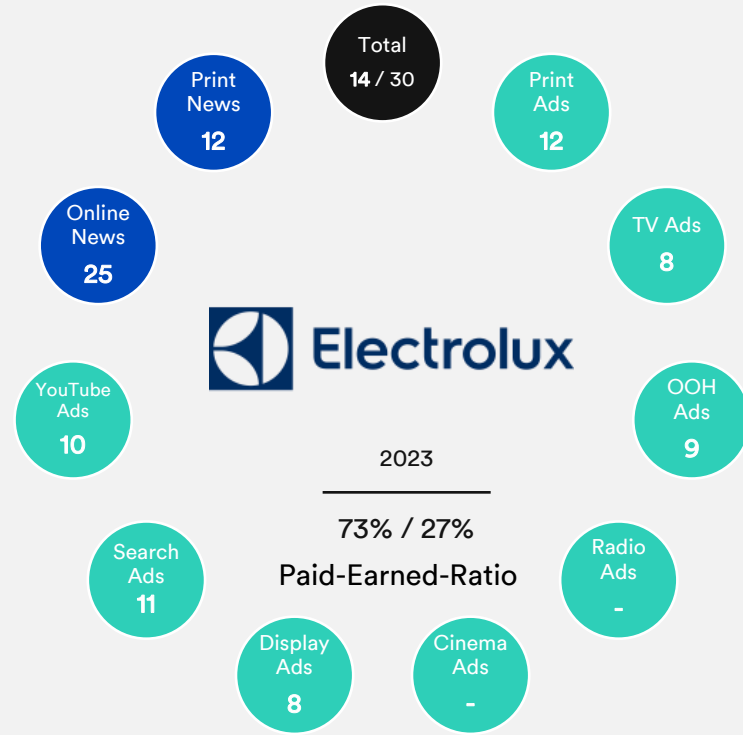 Total
14 / 30
Print
News
12
Print
Ads
12
Online
News
25
TV Ads
8
Electrolux
YouTube
Ads
10
OOH
Ads
9
2023
73% / 27%
Paid-Earned-Ratio
Search
Ads
11
Radio
Ads
-
Display
Ads
8
Cinema
Ads
-